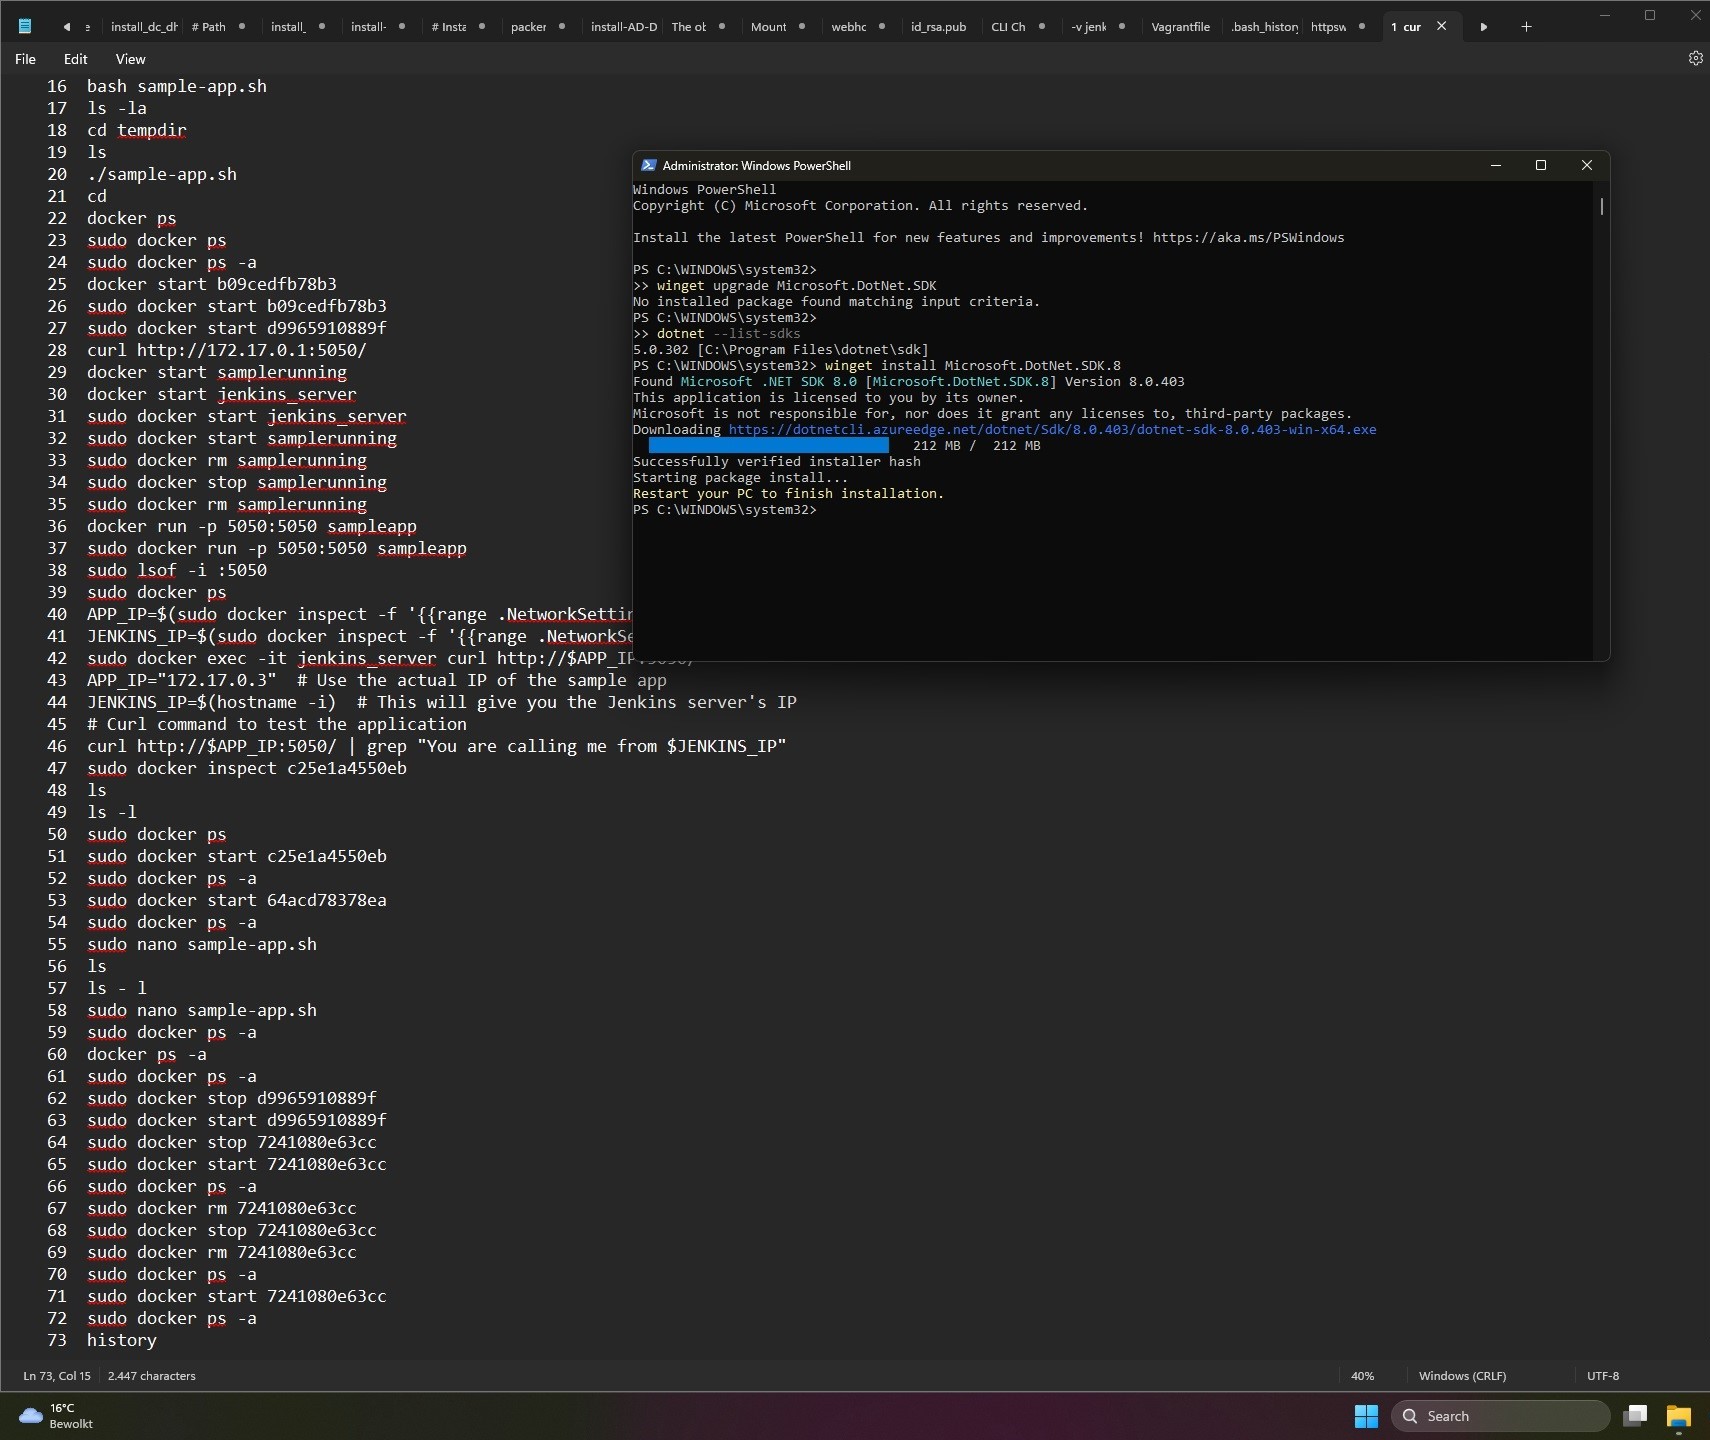 install_dc_dh
# Path
install_
install-
# Insta
packer
install-AD-D
The ot
Mount
webhc
id_rsa.pub
CLI Ch
-v jenk
Vagrantfile
.bash_history
httpsw
1 cur
File
Edit
View
16 bash sample-app.sh
17 ls -la
18 cd tempdir
19 ls
20 ./sample-app.sh
21 cd
22 docker ps
23 sudo docker ps
24 sudo docker ps -a
25 docker start b09cedfb78b3
26 sudo docker start b09cedfb78b3
27 sudo docker start d9965910889f
28 curl http://172.17.0.1:5050/
29 docker start samplerunning
30 docker start jenkins_server
31 sudo docker start jenkins_server
32 sudo docker start samplerunning
33 sudo docker rm samplerunning
34 sudo docker stop samplerunning
35 sudo docker rm samplerunning
36 docker run -p 5050:5050 sampleapp
37 sudo docker run -p 5050:5050 sampleapp
38 sudo lsof -i :5050
39 sudo docker ps
40 APP_IP=$(sudo docker inspect -f '{{range .NetworkSettin
41 JENKINS_IP=$(sudo docker inspect -f '{{range .NetworkSe
42 sudo docker exec -it jenkins_server curl http://$APP_IP:5050/
43 APP_IP="172.17.0.3"  # Use the actual IP of the sample app
44 JENKINS_IP=$(hostname -i)  # This will give you the Jenkins server's IP
45 # Curl command to test the application
46 curl http://$APP_IP:5050/ | grep "You are calling me from $JENKINS_IP"
47 sudo docker inspect c25e1a4550eb
48 ls
49 ls -l
50 sudo docker ps
51 sudo docker start c25e1a4550eb
52 sudo docker ps -a
53 sudo docker start 64acd78378ea
54 sudo docker ps -a
55 sudo nano sample-app.sh
56 ls
57 ls - l
58 sudo nano sample-app.sh
59 sudo docker ps -a
60 docker ps -a
61 sudo docker ps -a
62 sudo docker stop d9965910889f
63 sudo docker start d9965910889f
64 sudo docker stop 7241080e63cc
65 sudo docker start 7241080e63cc
66 sudo docker ps -a
67 sudo docker rm 7241080e63cc
68 sudo docker stop 7241080e63cc
69 sudo docker rm 7241080e63cc
70 sudo docker ps -a
71 sudo docker start 7241080e63cc
72 sudo docker ps -a
73 history
Administrator: Windows PowerShell
Windows PowerShell
Copyright (C) Microsoft Corporation. All rights reserved.
Install the latest PowerShell for new features and improvements! https://aka.ms/PSWindows
PS C:\WINDOWS\system32>
>> winget upgrade Microsoft.DotNet.SDK
No installed package found matching input criteria.
PS C:\WINDOWS\system32>
>> dotnet --list-sdks
5.0.302 [C:\Program Files\dotnet\sdk]
PS C:\WINDOWS\system32> winget install Microsoft.DotNet.SDK.8
Found Microsoft .NET SDK 8.0 [Microsoft.DotNet.SDK.8] Version 8.0.403
This application is licensed to you by its owner.
Microsoft is not responsible for, nor does it grant any licenses to, third-party packages.
Downloading https://dotnetcli.azureedge.net/dotnet/Sdk/8.0.403/dotnet-sdk-8.0.403-win-x64.exe
212 MB /  212 MB
Successfully verified installer hash
Starting package install...
Restart your PC to finish installation.
PS C:\WINDOWS\system32>
Ln 73, Col 15
2.447 characters
40%
Windows (CRLF)
UTF-8
16°C
Bewolkt
Search